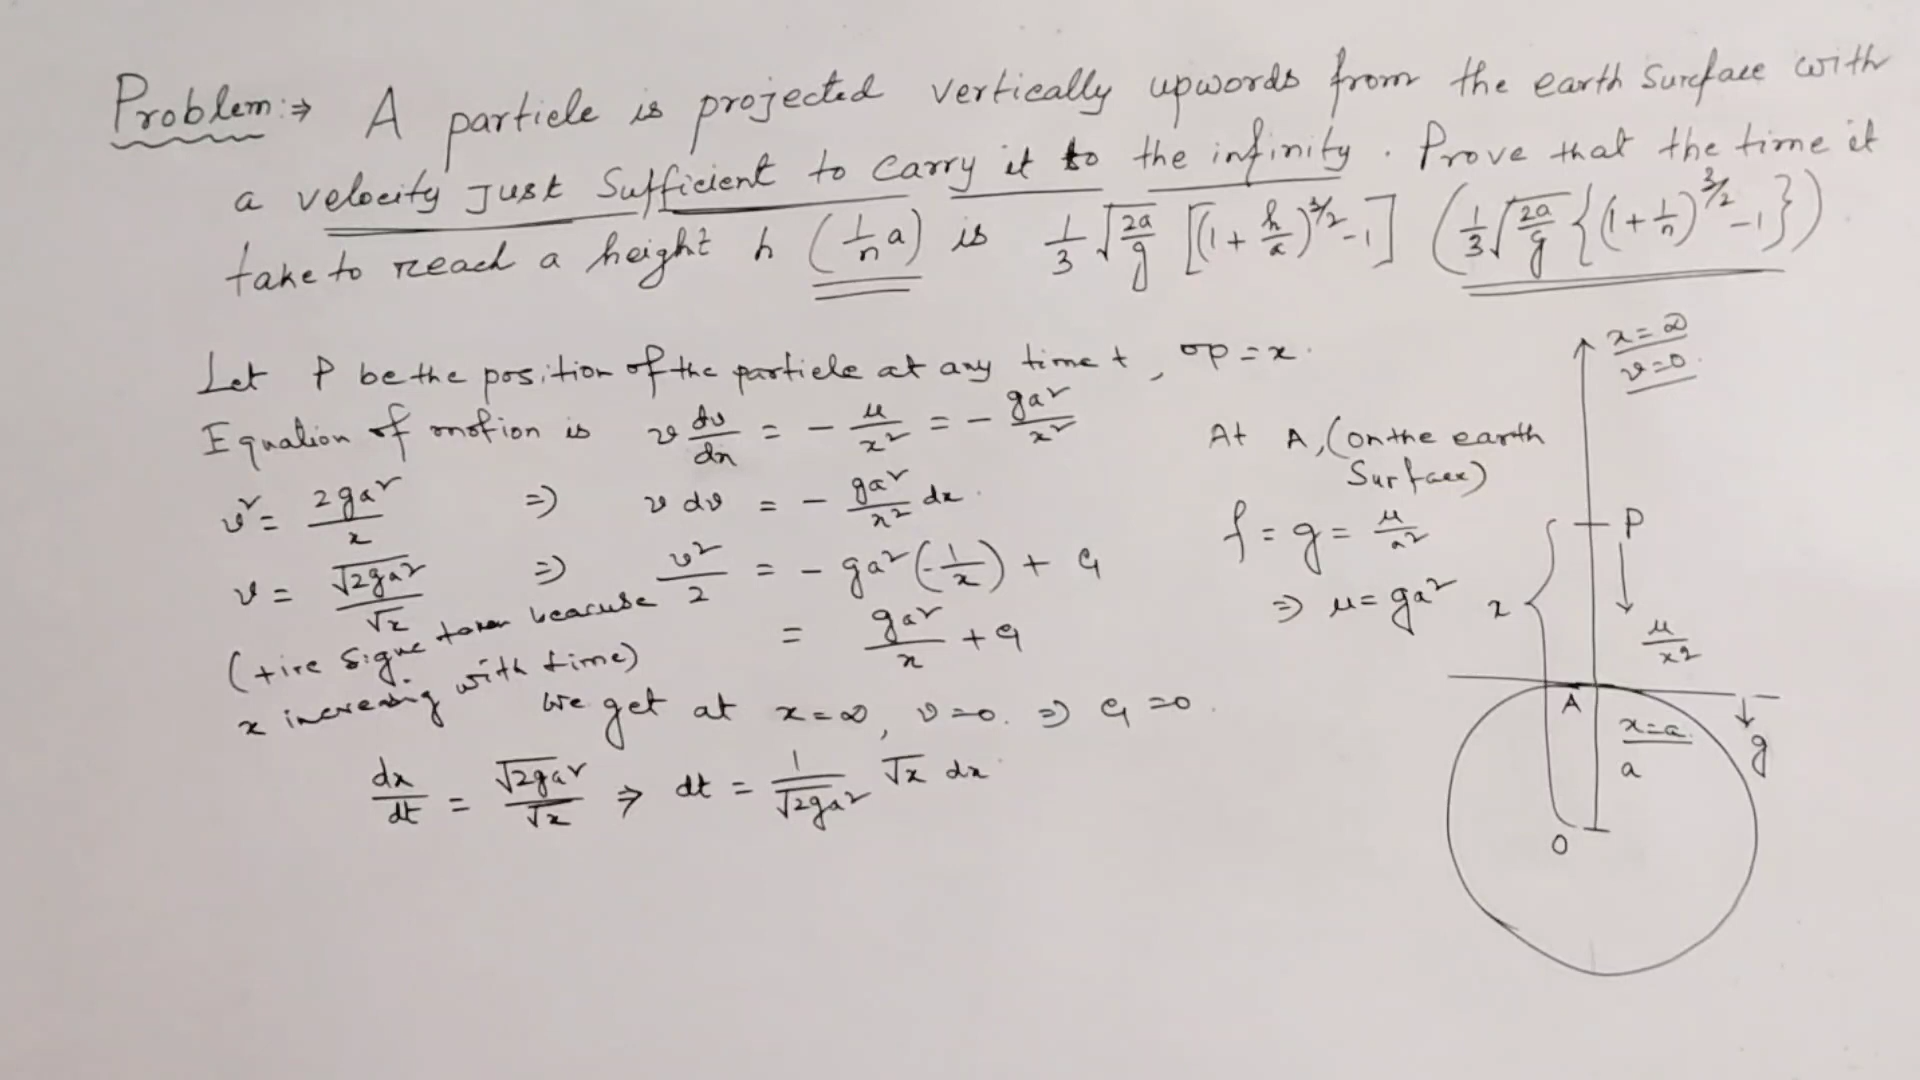 Problem:⇒ A particle is projected vertically upwords from the earth surface with
a velocity Just Sufficient to carry it to the infinity. Prove that the time it
take to reach a height h (1/n a) is 1/3 √(2a/g) [(1 + h/a)^3/2 - 1] (1/3 √(2a/g) {(1 + 1/n)^3/2 - 1})
Let P be the position of the particle at any time t, op = x.
Equation of motion is v dv/dx = - μ/x² = - ga²/x²
v² = 2ga²/x ⇒ v dv = - ga²/x² dx.
v = √2ga²/√x ⇒ v²/2 = - ga² (-1/x) + c₁
(+ive signe taken because
x increasing with time)
= ga²/x + c₁
We get at x = ∞, v = 0. ⇒ c₁ = 0.
dx/dt = √2ga²/√x ⇒ dt = 1/√2ga² √x dx
At A, (on the earth
Surface)
f = g = μ/a²
⇒ μ = ga²
x = ∞
v = 0.
P
x
μ/x²
A
x = a.
a
g
O